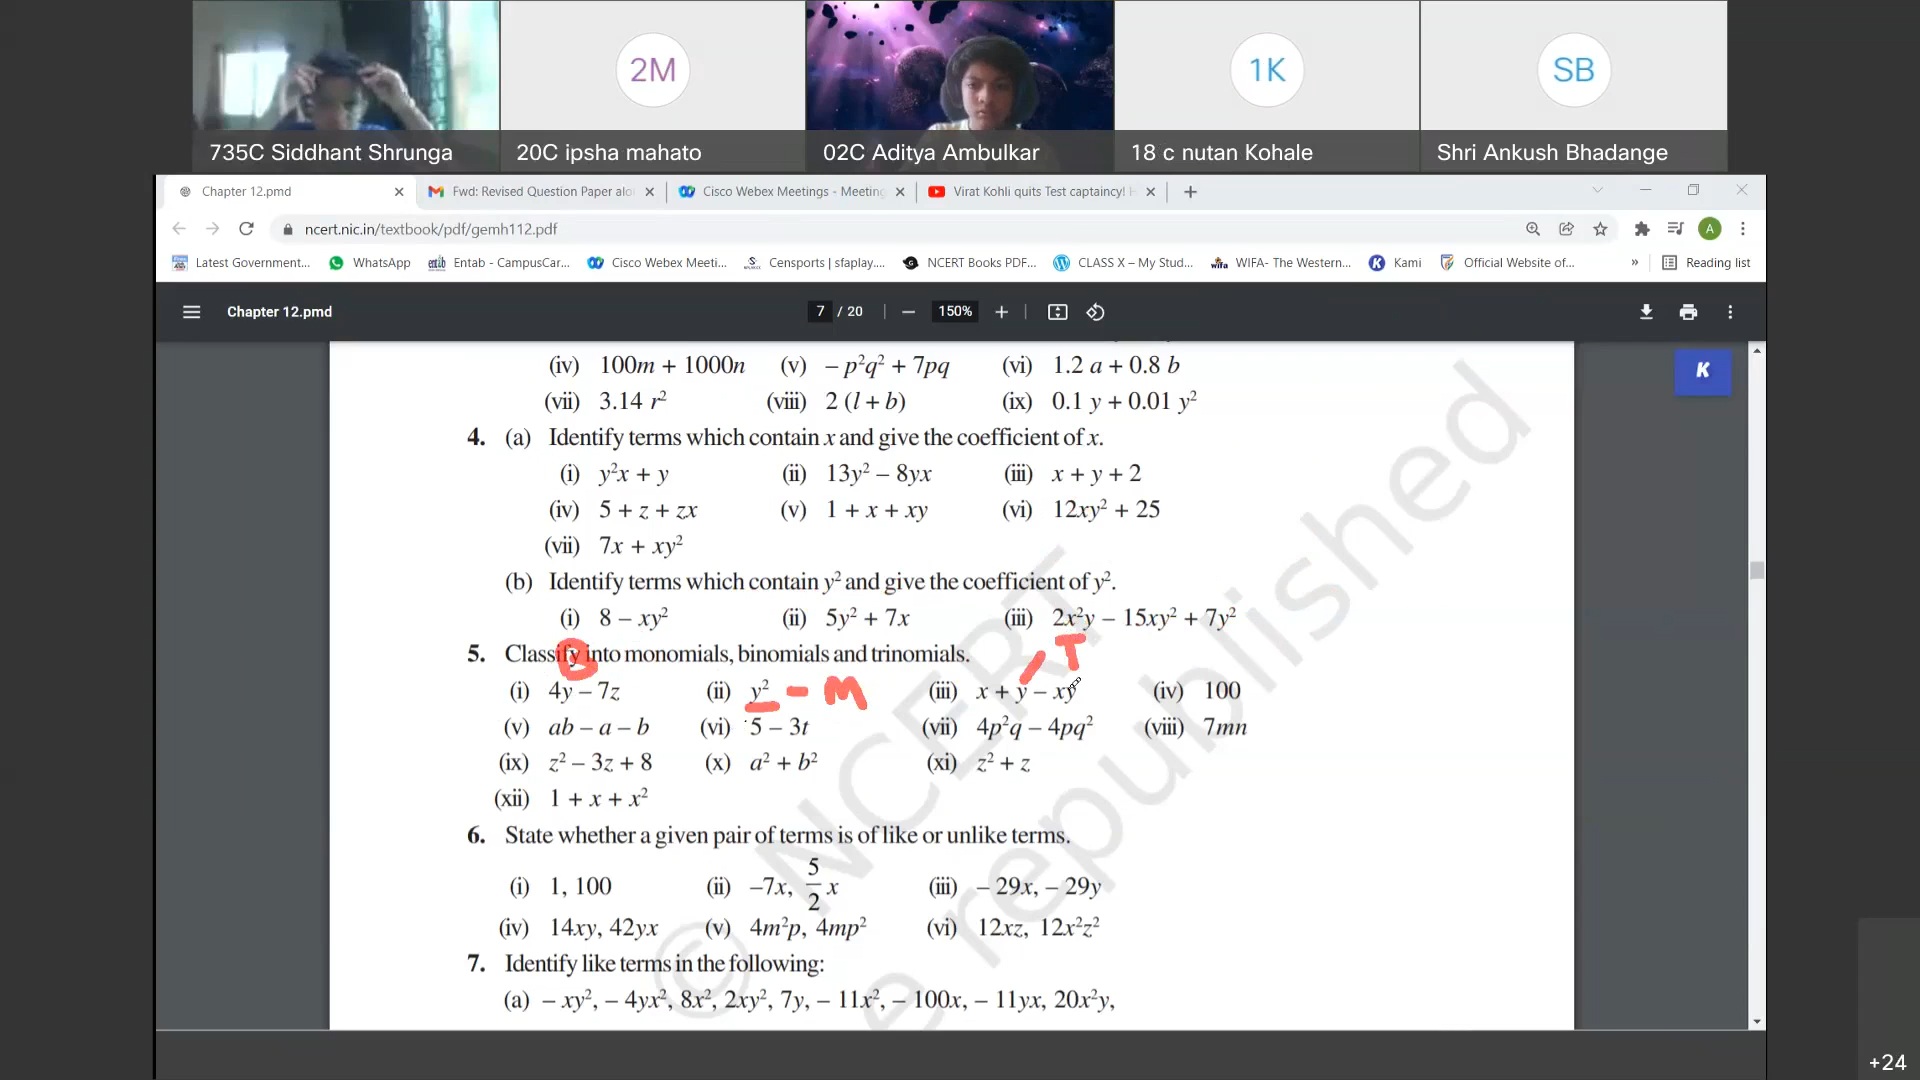 2M
1K
SB
735C Siddhant Shrunga
20C ipsha mahato
02C Aditya Ambulkar
18 c nutan Kohale
Shri Ankush Bhadange
Chapter 12.pmd
Fwd: Revised Question Paper alo
Cisco Webex Meetings - Meeting
Virat Kohli quits Test captaincy!
ncert.nic.in/textbook/pdf/gemh112.pdf
A
Latest Government...
WhatsApp
Entab - CampusCar...
Cisco Webex Meeti...
Censports | sfaplay....
NCERT Books PDF...
CLASS X – My Stud...
WIFA- The Western...
Kami
Official Website of...
»
Reading list
Chapter 12.pmd
7 / 20
150%
K
(iv) 100m + 1000n (v) – p²q² + 7pq (vi) 1.2 a + 0.8 b
(vii) 3.14 r² (viii) 2 (l + b) (ix) 0.1 y + 0.01 y²
4. (a) Identify terms which contain x and give the coefficient of x.
(i) y²x + y (ii) 13y² – 8yx (iii) x + y + 2
(iv) 5 + z + zx (v) 1 + x + xy (vi) 12xy² + 25
(vii) 7x + xy²
(b) Identify terms which contain y² and give the coefficient of y².
(i) 8 – xy² (ii) 5y² + 7x (iii) 2x²y – 15xy² + 7y²
5. Classify into monomials, binomials and trinomials.
B
T
(i) 4y – 7z (ii) y² – M (iii) x + y – xy (iv) 100
(v) ab – a – b (vi) 5 – 3t (vii) 4p²q – 4pq² (viii) 7mn
(ix) z² – 3z + 8 (x) a² + b² (xi) z² + z
(xii) 1 + x + x²
6. State whether a given pair of terms is of like or unlike terms.
(i) 1, 100 (ii) –7x, 5/2 x (iii) – 29x, – 29y
(iv) 14xy, 42yx (v) 4m²p, 4mp² (vi) 12xz, 12x²z²
7. Identify like terms in the following:
(a) – xy², – 4yx², 8x², 2xy², 7y, – 11x², – 100x, – 11yx, 20x²y,
© NCERT
e republished
+24